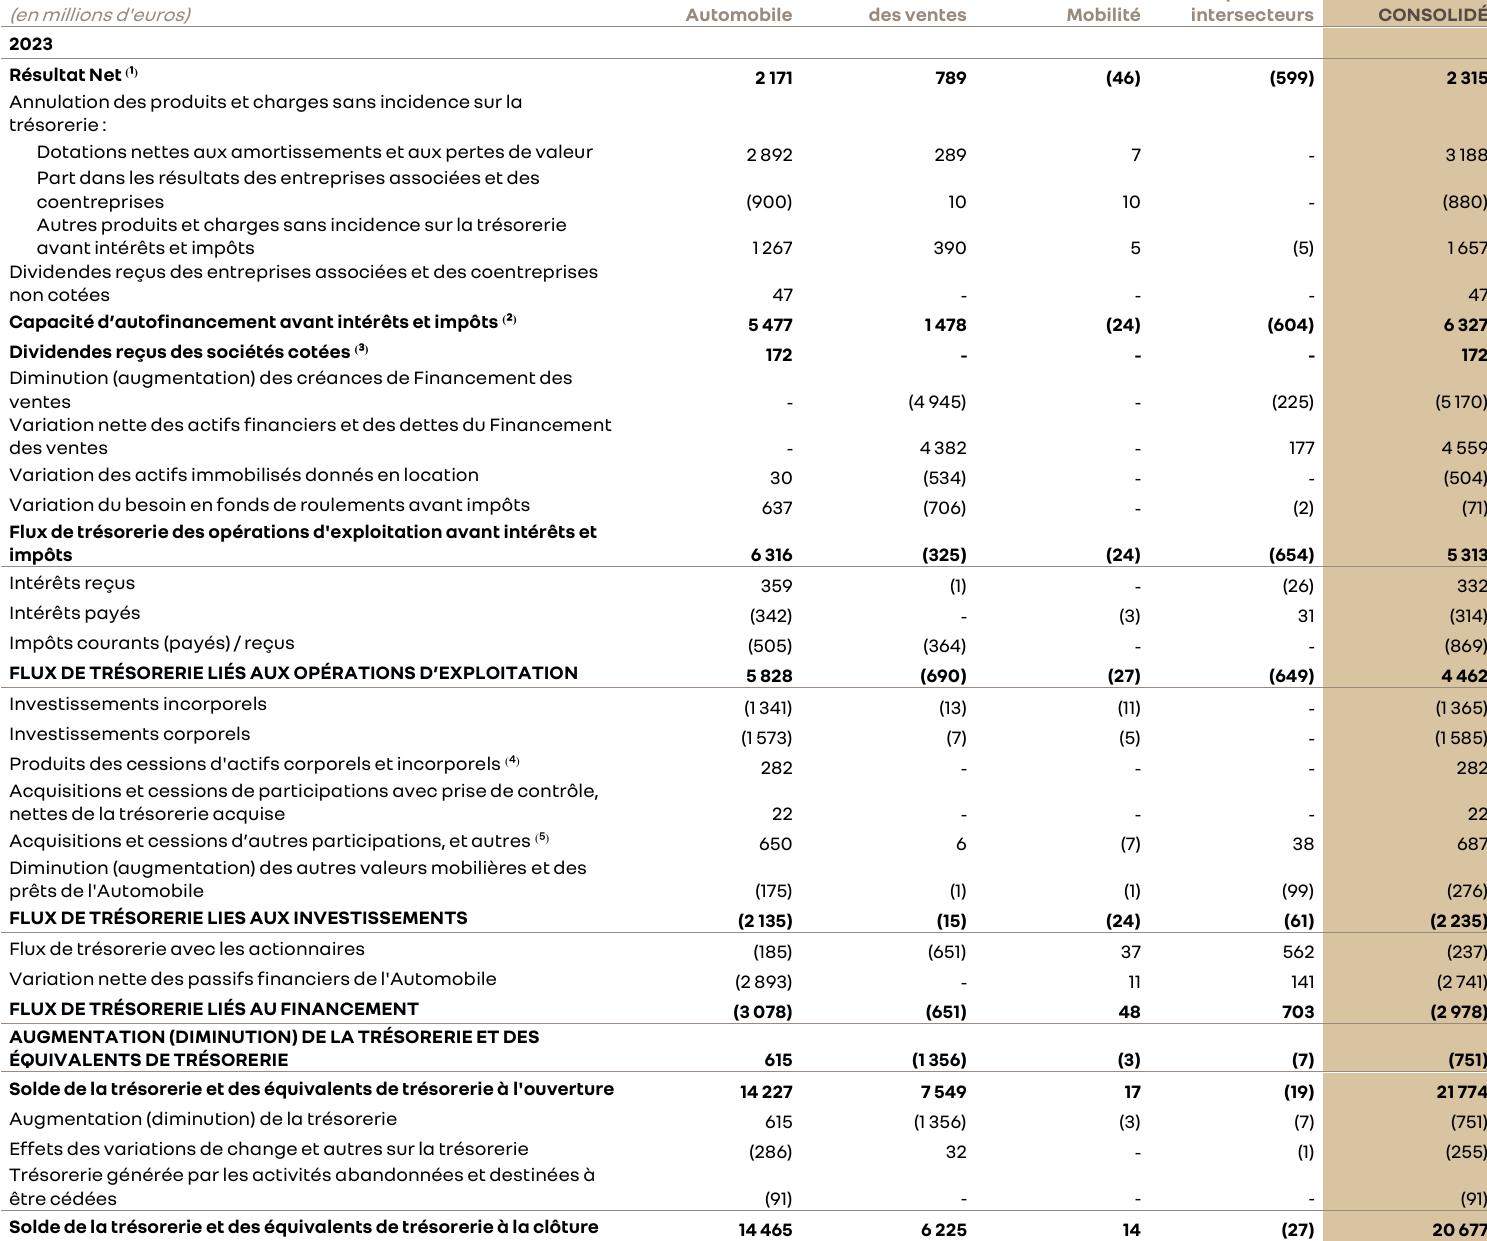 (en millions d'euros) Automobile des ventes Mobilité intersecteurs CONSOLIDÉ
2023
Résultat Net (1) 2 171 789 (46) (599) 2 315
Annulation des produits et charges sans incidence sur la
trésorerie :
Dotations nettes aux amortissements et aux pertes de valeur 2 892 289 7 - 3 188
Part dans les résultats des entreprises associées et des
coentreprises (900) 10 10 - (880)
Autres produits et charges sans incidence sur la trésorerie
avant intérêts et impôts 1 267 390 5 (5) 1 657
Dividendes reçus des entreprises associées et des coentreprises
non cotées 47 - - - 47
Capacité d’autofinancement avant intérêts et impôts (2) 5 477 1 478 (24) (604) 6 327
Dividendes reçus des sociétés cotées (3) 172 - - - 172
Diminution (augmentation) des créances de Financement des
ventes - (4 945) - (225) (5 170)
Variation nette des actifs financiers et des dettes du Financement
des ventes - 4 382 - 177 4 559
Variation des actifs immobilisés donnés en location 30 (534) - - (504)
Variation du besoin en fonds de roulements avant impôts 637 (706) - (2) (71)
Flux de trésorerie des opérations d'exploitation avant intérêts et
impôts 6 316 (325) (24) (654) 5 313
Intérêts reçus 359 (1) - (26) 332
Intérêts payés (342) - (3) 31 (314)
Impôts courants (payés) / reçus (505) (364) - - (869)
FLUX DE TRÉSORERIE LIÉS AUX OPÉRATIONS D’EXPLOITATION 5 828 (690) (27) (649) 4 462
Investissements incorporels (1 341) (13) (11) - (1 365)
Investissements corporels (1 573) (7) (5) - (1 585)
Produits des cessions d'actifs corporels et incorporels (4) 282 - - - 282
Acquisitions et cessions de participations avec prise de contrôle,
nettes de la trésorerie acquise 22 - - - 22
Acquisitions et cessions d’autres participations, et autres (5) 650 6 (7) 38 687
Diminution (augmentation) des autres valeurs mobilières et des
prêts de l'Automobile (175) (1) (1) (99) (276)
FLUX DE TRÉSORERIE LIES AUX INVESTISSEMENTS (2 135) (15) (24) (61) (2 235)
Flux de trésorerie avec les actionnaires (185) (651) 37 562 (237)
Variation nette des passifs financiers de l'Automobile (2 893) - 11 141 (2 741)
FLUX DE TRÉSORERIE LIÉS AU FINANCEMENT (3 078) (651) 48 703 (2 978)
AUGMENTATION (DIMINUTION) DE LA TRÉSORERIE ET DES
ÉQUIVALENTS DE TRÉSORERIE 615 (1 356) (3) (7) (751)
Solde de la trésorerie et des équivalents de trésorerie à l'ouverture 14 227 7 549 17 (19) 21 774
Augmentation (diminution) de la trésorerie 615 (1 356) (3) (7) (751)
Effets des variations de change et autres sur la trésorerie (286) 32 - (1) (255)
Trésorerie générée par les activités abandonnées et destinées à
être cédées (91) - - - (91)
Solde de la trésorerie et des équivalents de trésorerie à la clôture 14 465 6 225 14 (27) 20 677